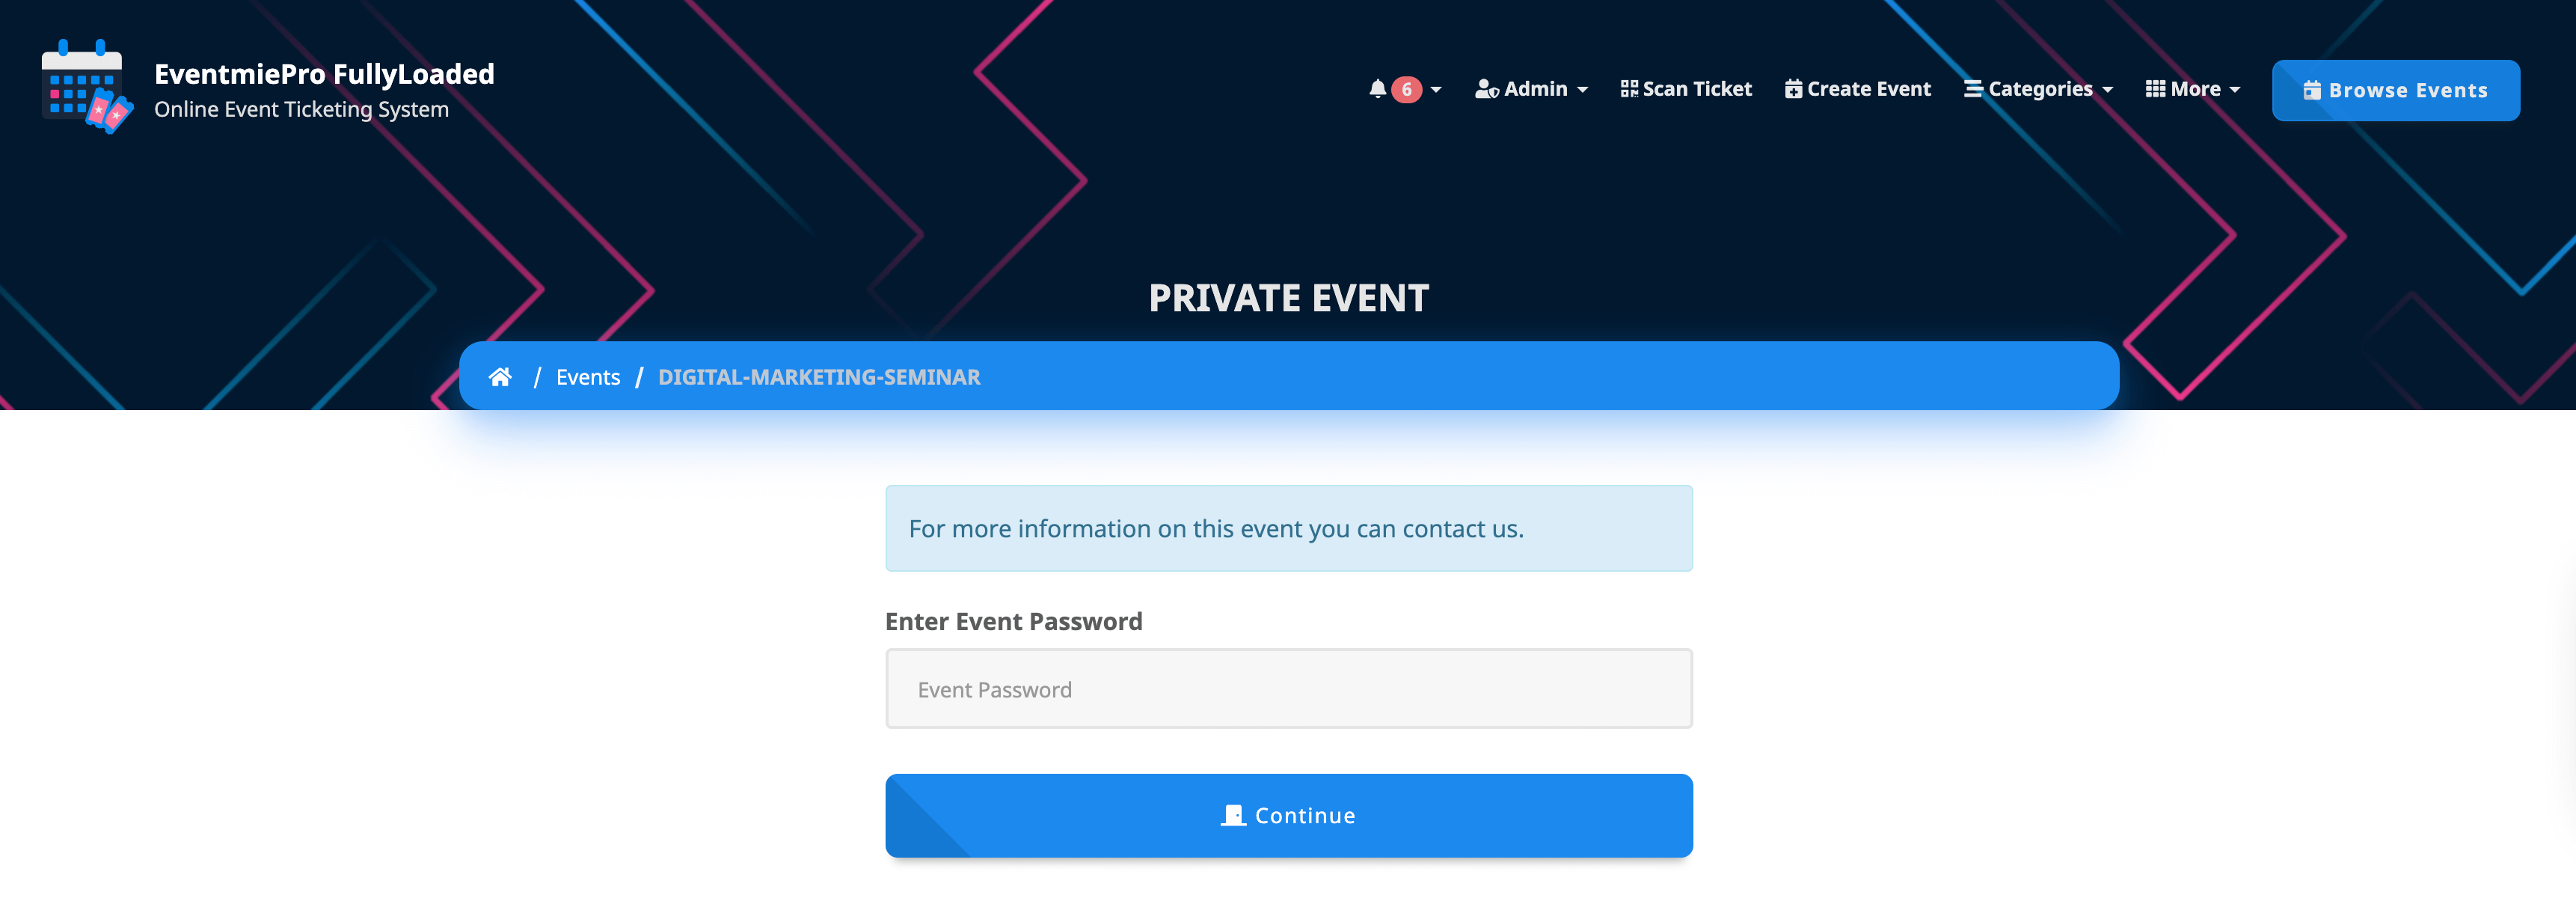 EventmiePro FullyLoaded
Online Event Ticketing System
6
Admin
Scan Ticket
Create Event
Categories
More
Browse Events
PRIVATE EVENT
/ Events / DIGITAL-MARKETING-SEMINAR
For more information on this event you can contact us.
Enter Event Password
Event Password
Continue